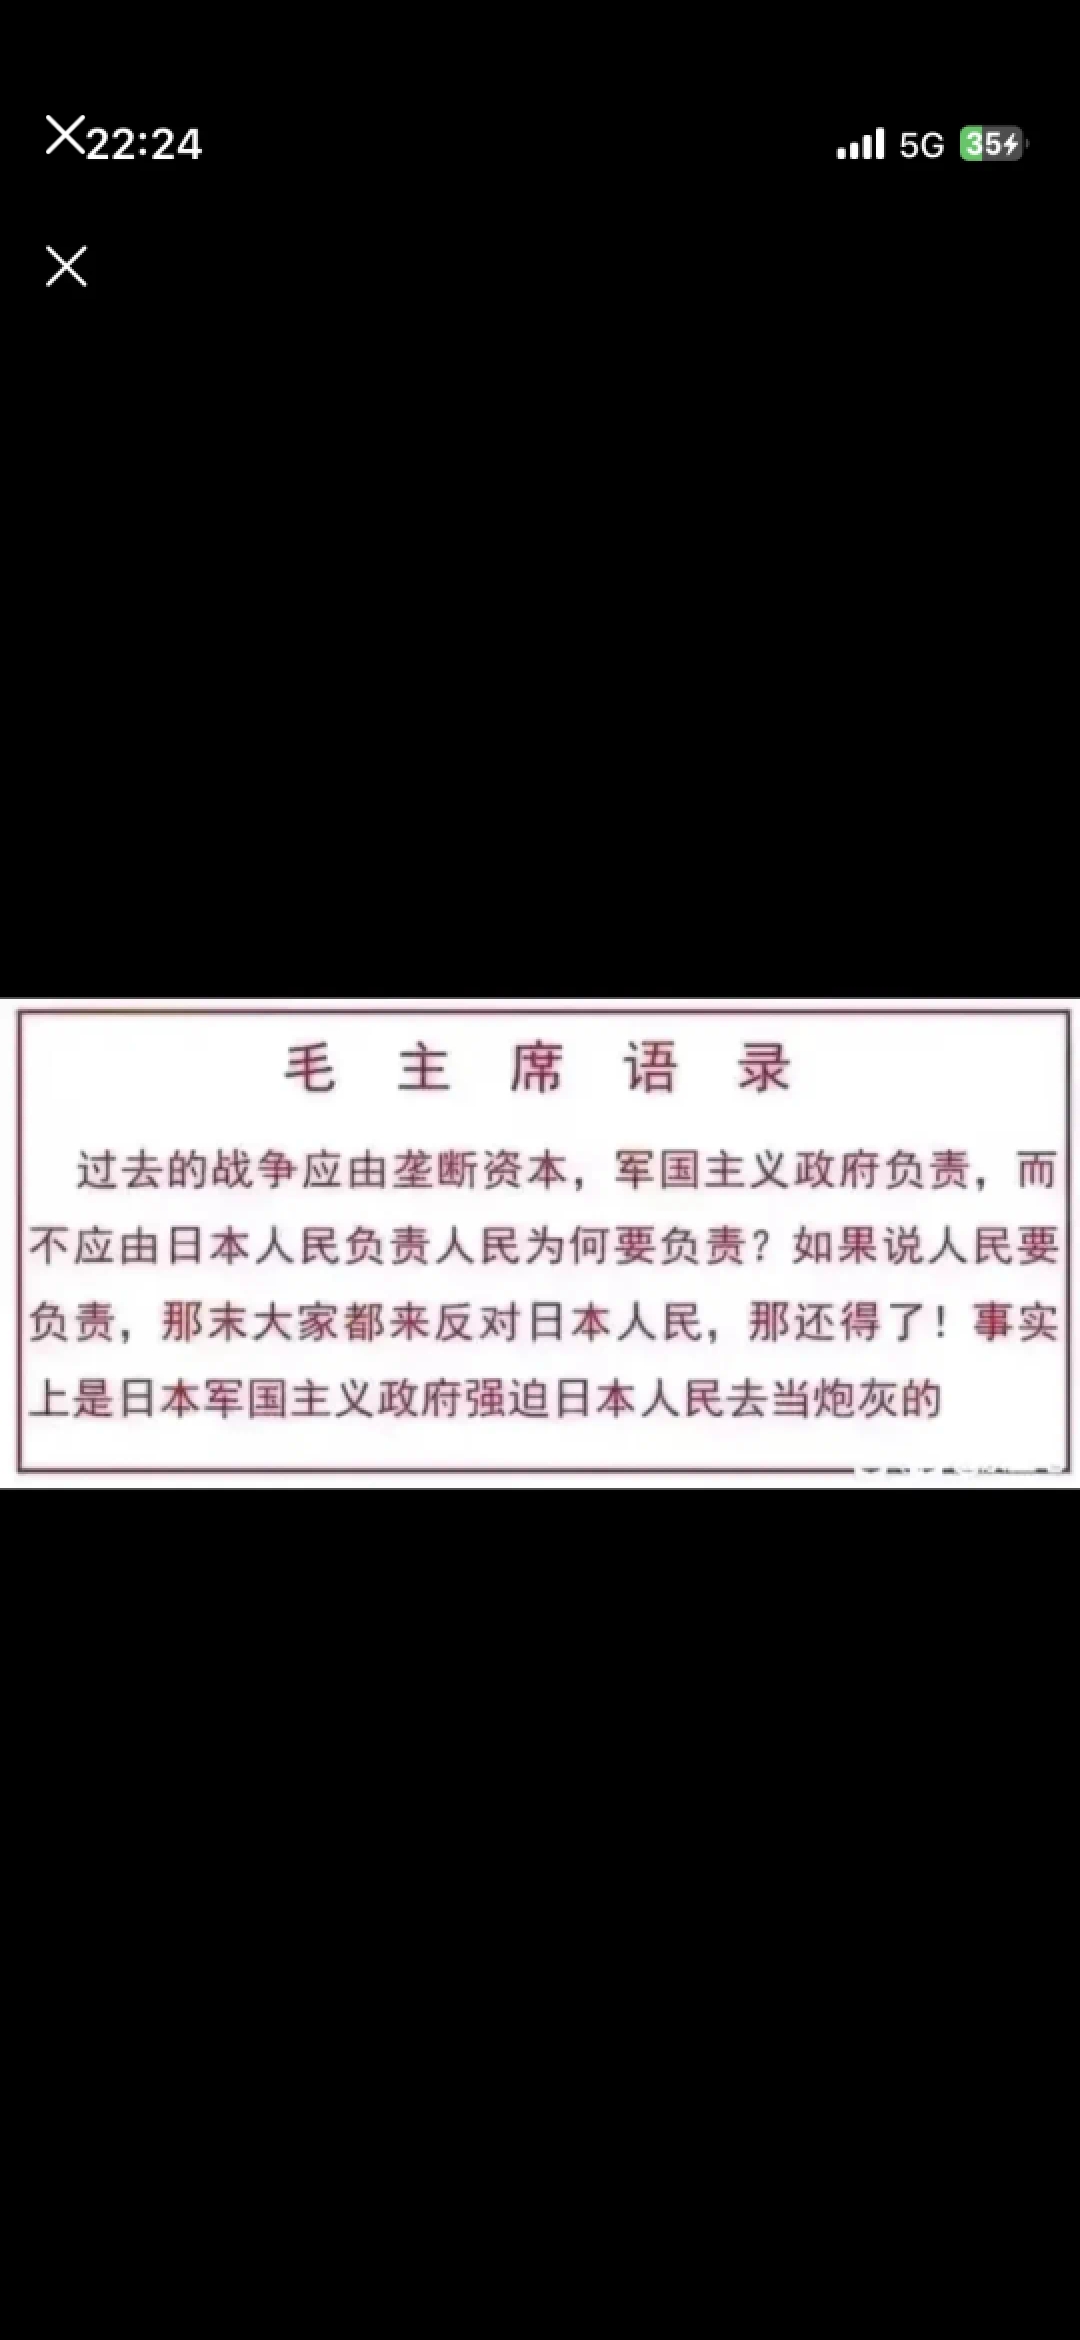 22:24 5G 35
毛主席语录
过去的战争应由垄断资本，军国主义政府负责，而
不应由日本人民负责人民为何要负责？如果说人民要
负责，那末大家都来反对日本人民，那还得了！事实
上是日本军国主义政府强迫日本人民去当炮灰的